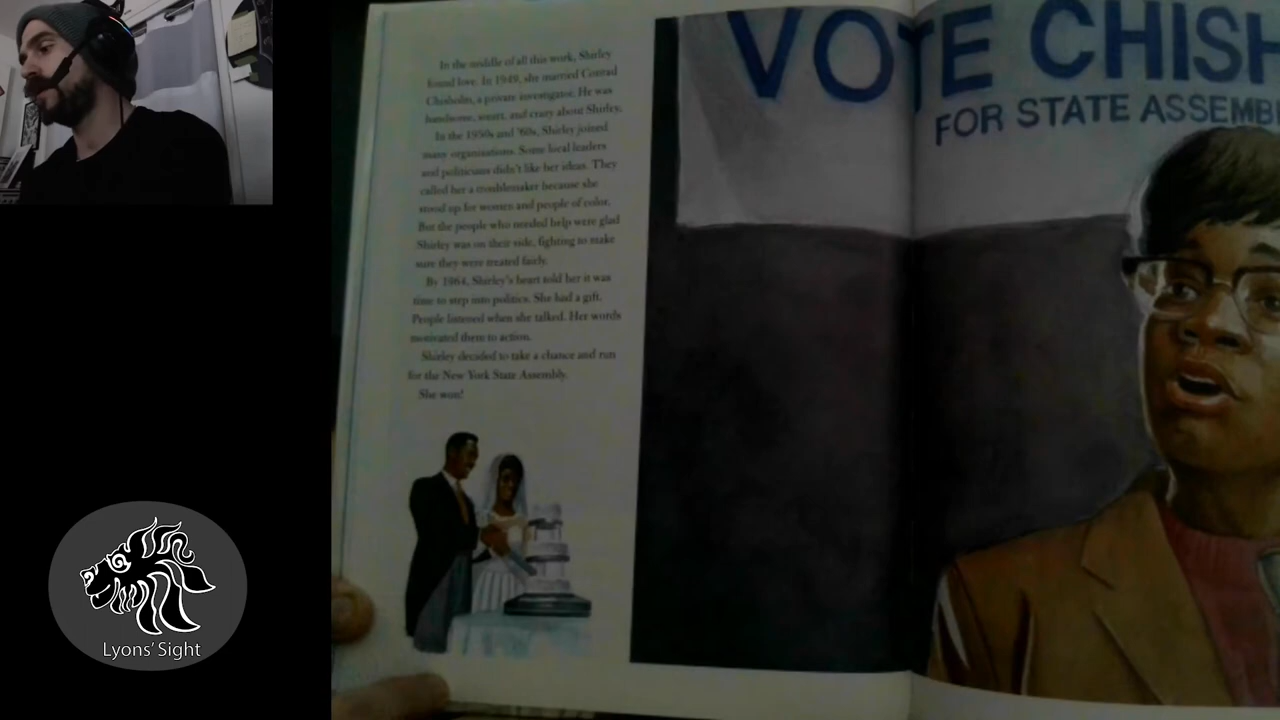 In the middle of all this work, Shirley
found love. In 1949, she married Conrad
Chisholm, a private investigator. He was
handsome, smart, and crazy about Shirley.
In the 1950s and '60s, Shirley joined
many organizations. Some local leaders
and politicians didn't like her ideas. They
called her a troublemaker because she
stood up for women and people of color.
But the people who needed help were glad
Shirley was on their side, fighting to make
sure they were treated fairly.
By 1964, Shirley's heart told her it was
time to step into politics. She had a gift.
People listened when she talked. Her words
motivated them to action.
Shirley decided to take a chance and run
for the New York State Assembly.
She won!
VOTE CHISH
FOR STATE ASSEMB
Lyons' Sight